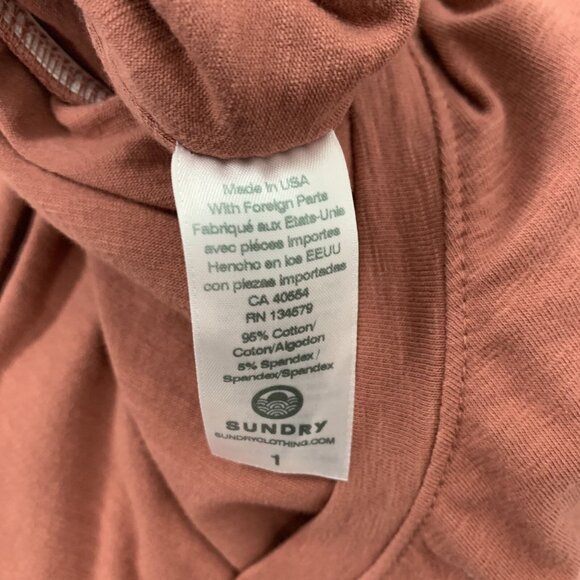 Made In USA
With Foreign Parts
Fabriqué aux Etats-Unis
avec pièces importes
Hencho en los EEUU
con piezas importadas
CA 40554
RN 134579
95% Cotton/
Coton/Algodon
5% Spandex /
Spandex/Spandex
SUNDRY
SUNDRYCLOTHING.COM
1